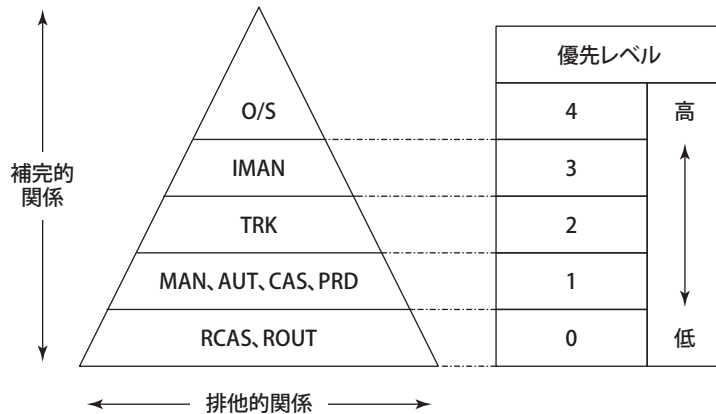 優先レベル
O/S
4
高
補完的
関係
IMAN
3
TRK
2
MAN、AUT、CAS、PRD
1
RCAS、ROUT
0
低
排他的関係